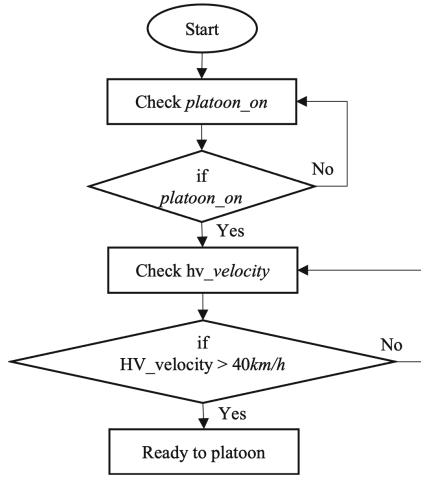 Start
Check platoon_on
if
platoon_on
No
Yes
Check hv_velocity
if
HV_velocity > 40km/h
No
Yes
Ready to platoon